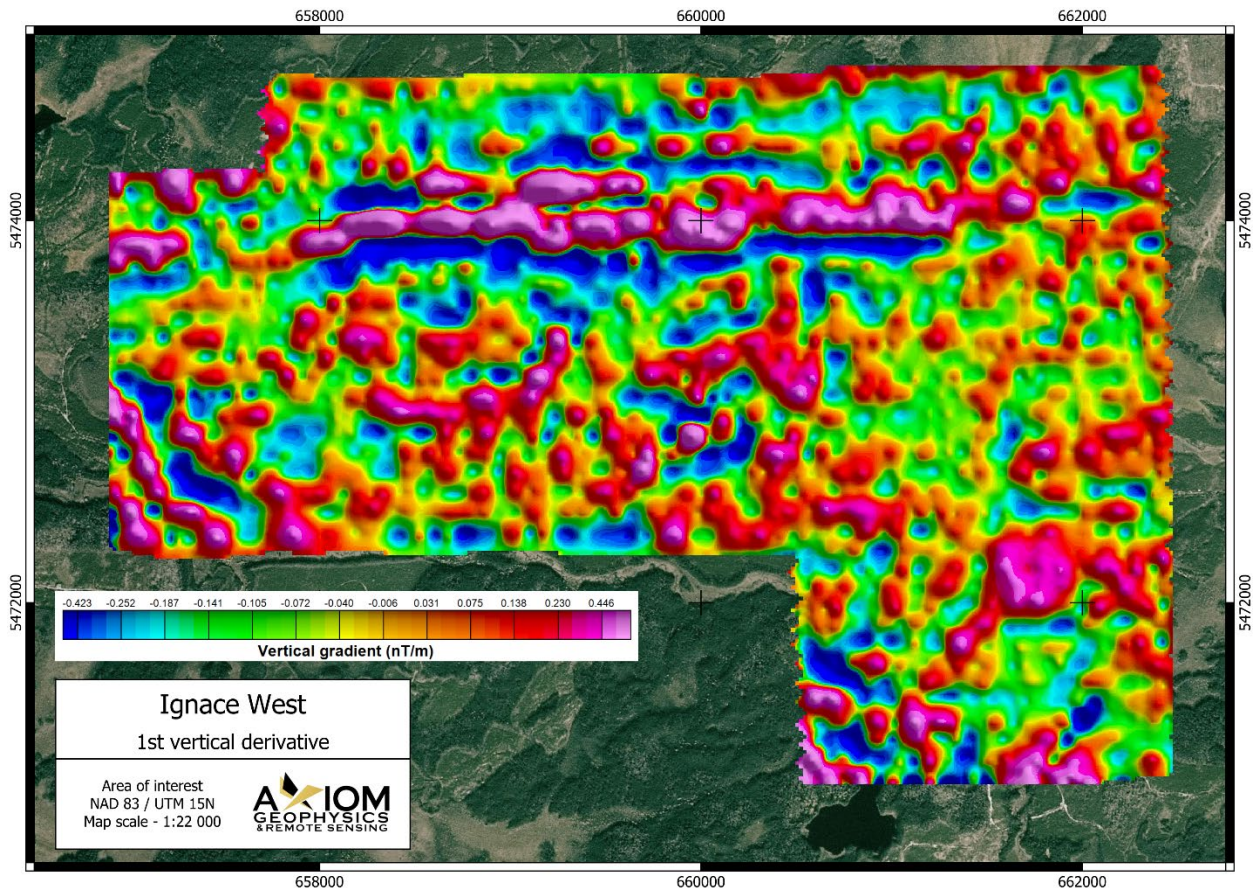 658000 660000 662000
5474000 5474000
5472000 5472000
-0.423 -0.252 -0.187 -0.141 -0.105 -0.072 -0.040 -0.006 0.031 0.075 0.138 0.230 0.446
Vertical gradient (nT/m)
Ignace West
1st vertical derivative
Area of interest
NAD 83 / UTM 15N
Map scale - 1:22 000
AXIOM
GEOPHYSICS
& REMOTE SENSING
658000 660000 662000